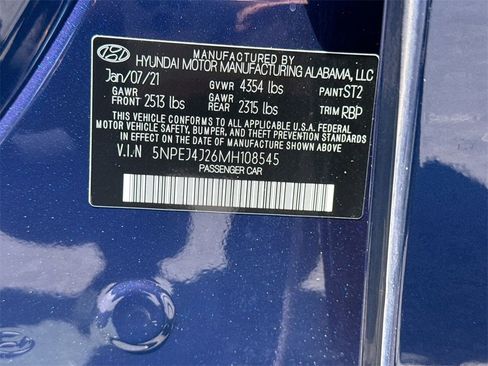 MANUFACTURED BY
HYUNDAI MOTOR MANUFACTURING ALABAMA, LLC
Jan/07/21 GVWR 4354 lbs PAINT ST2
GAWR FRONT 2513 lbs GAWR REAR 2315 lbs TRIM RBP
THIS VEHICLE CONFORMS TO ALL APPLICABLE U.S. FEDERAL
MOTOR VEHICLE SAFETY, BUMPER, AND THEFT PREVENTION STANDARDS
IN EFFECT ON THE DATE OF MANUFACTURE SHOWN ABOVE.
V.I.N 5NPEJ4J26MH108545
PASSENGER CAR